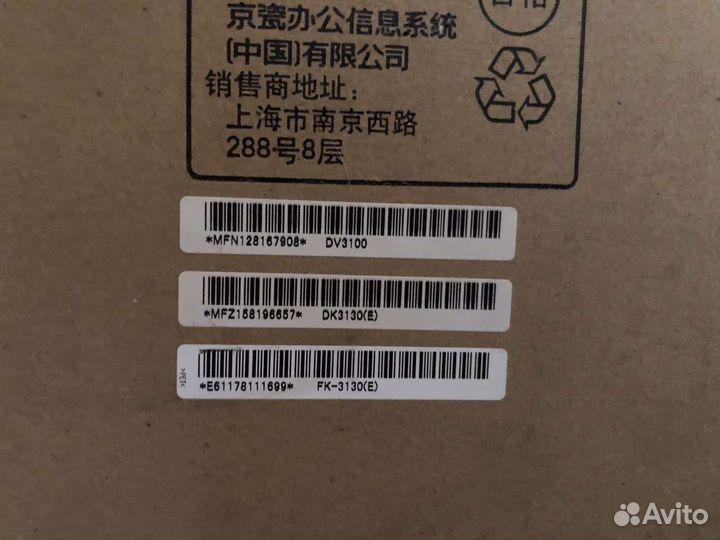 京瓷办公信息系统
(中国)有限公司
销售商地址:
上海市南京西路
288号8层
*MFN128167908* DV3100
*MFZ158196657* DK3130(E)
>PET<
*E61178111699* FK-3130(E)
Avito